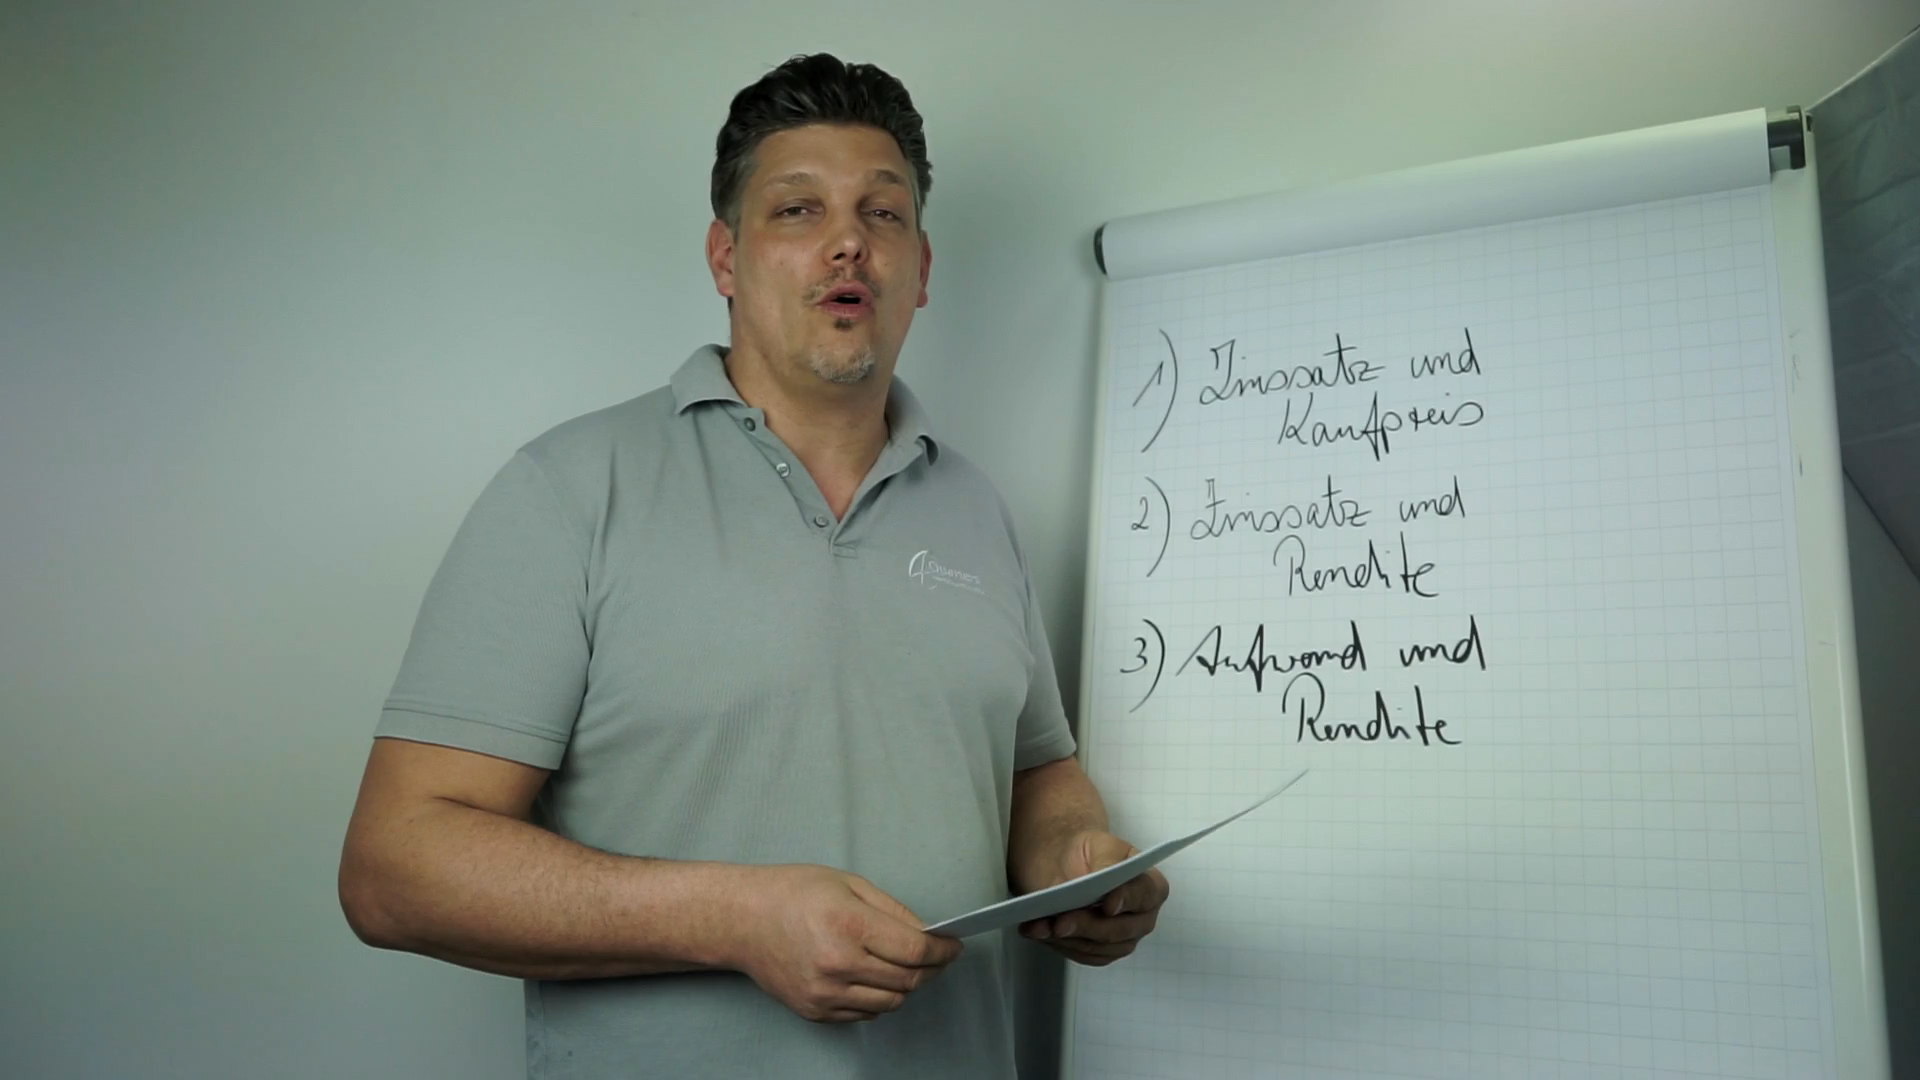 1) Zinssatz und
Kaufpreis
2) Zinssatz und
Rendite
3) Aufwand und
Rendite